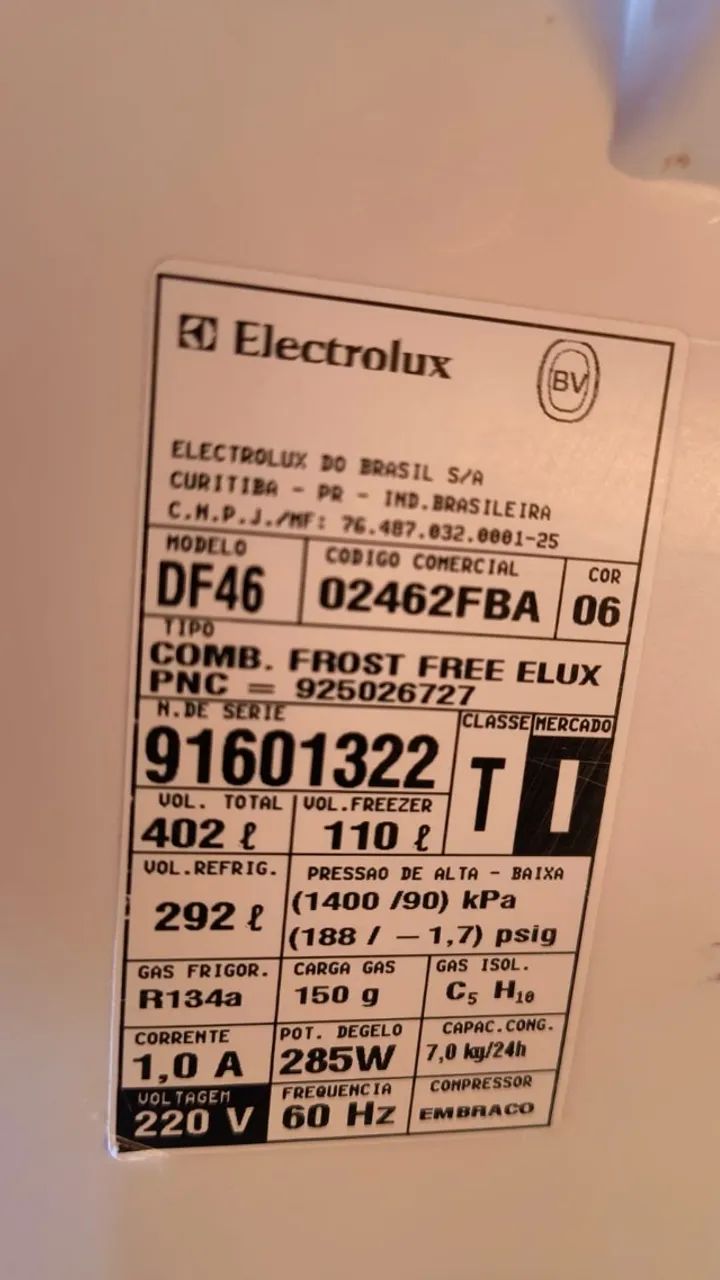 Electrolux
BV
ELECTROLUX DO BRASIL S/A
CURITIBA - PR - IND.BRASILEIRA
C.N.P.J./MF: 76.487.032.0001-25
MODELO
DF46
CODIGO COMERCIAL
02462FBA
COR
06
TIPO
COMB. FROST FREE ELUX
PNC = 925026727
N.DE SERIE
91601322
CLASSE
T
MERCADO
I
VOL. TOTAL
402 ℓ
VOL.FREEZER
110 ℓ
VOL.REFRIG.
292 ℓ
PRESSAO DE ALTA - BAIXA
(1400 /90) kPa
(188 / - 1,7) psig
GAS FRIGOR.
R134a
CARGA GAS
150 g
GAS ISOL.
C₅ H₁₀
CORRENTE
1,0 A
POT. DEGELO
285W
CAPAC.CONG.
7,0 kg/24h
VOLTAGEM
220 V
FREQUENCIA
60 Hz
COMPRESSOR
EMBRACO